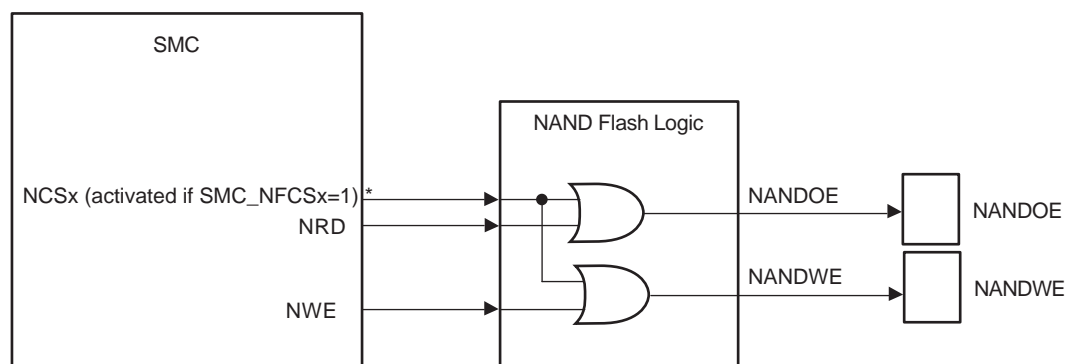 SMC
NAND Flash Logic
NCSx (activated if SMC_NFCSx=1) *
NRD
NANDOE
NANDOE
NWE
NANDWE
NANDWE